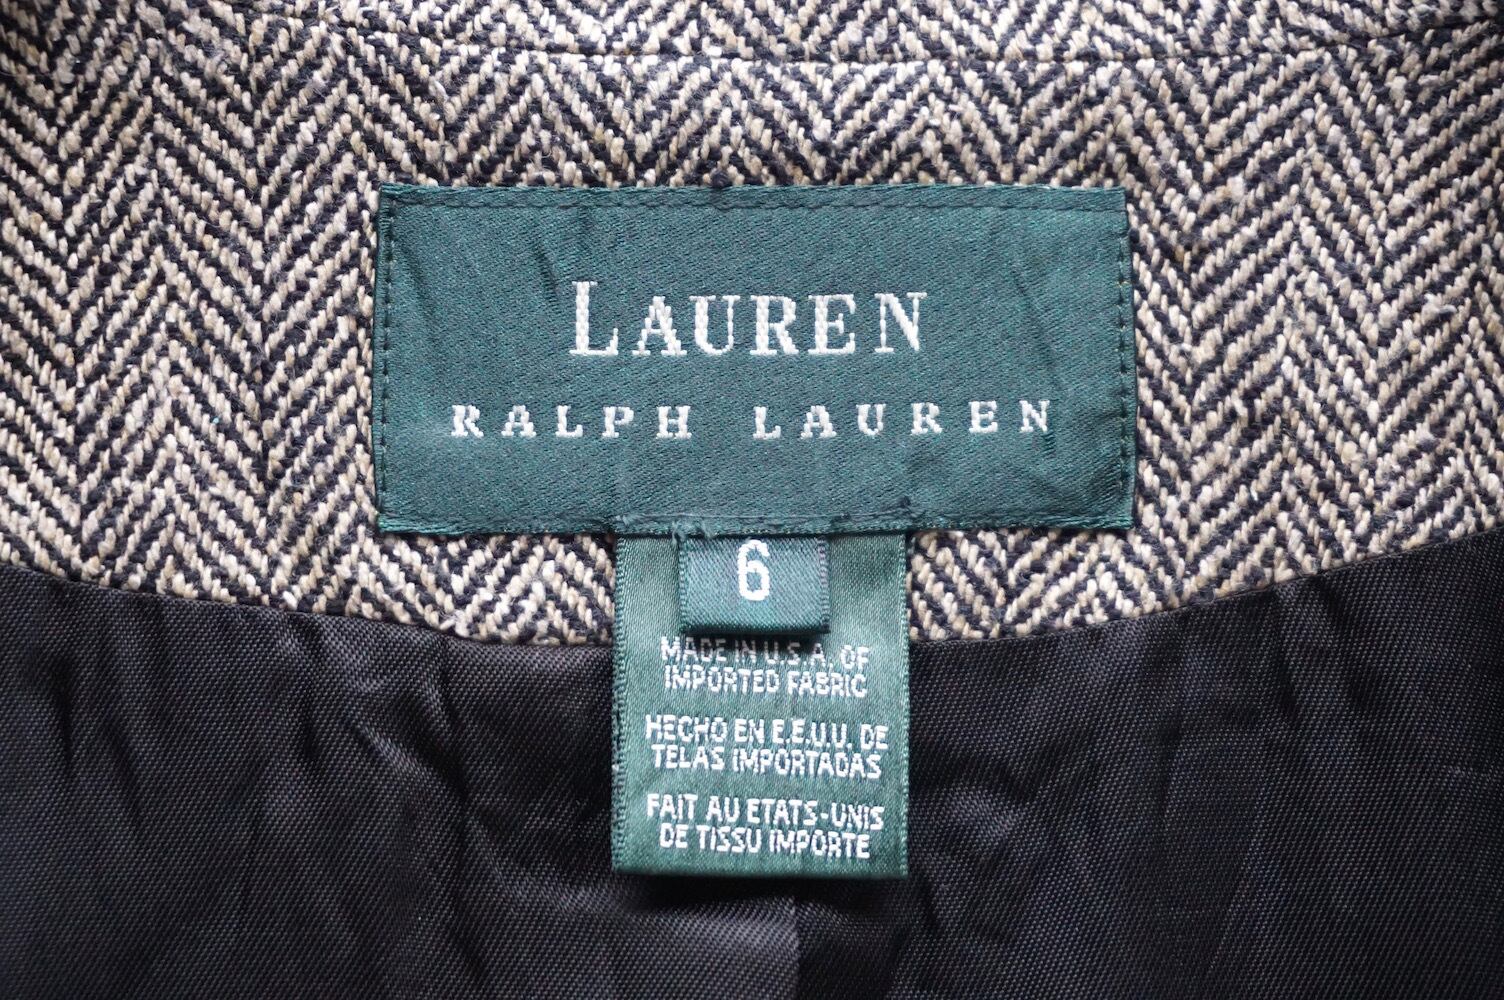 LAUREN
RALPH LAUREN
6
MADE IN U.S.A. OF
IMPORTED FABRIC
HECHO EN E.E.U.U. DE
TELAS IMPORTADAS
FAIT AU ETATS-UNIS
DE TISSU IMPORTE